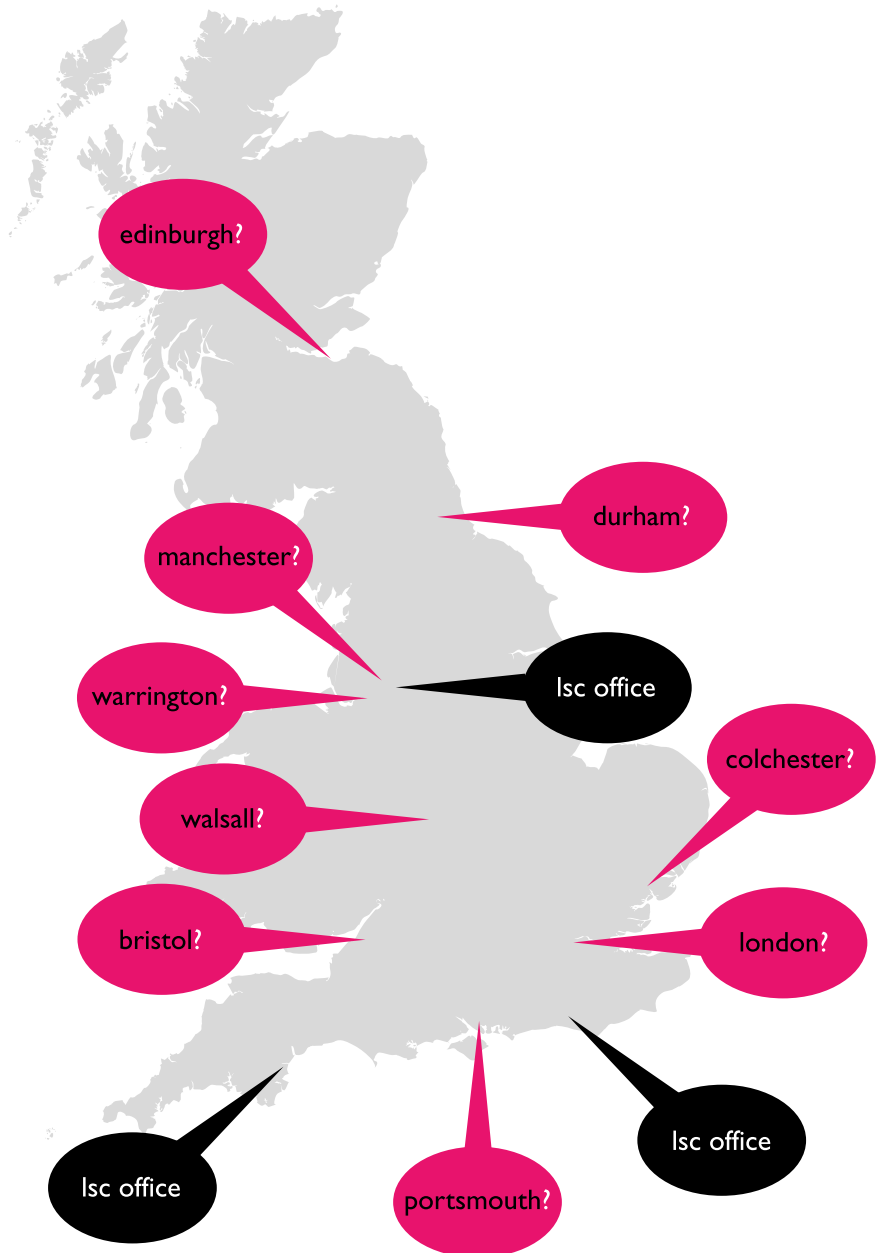 edinburgh?
durham?
manchester?
lsc office
warrington?
colchester?
walsall?
bristol?
london?
lsc office
lsc office
portsmouth?